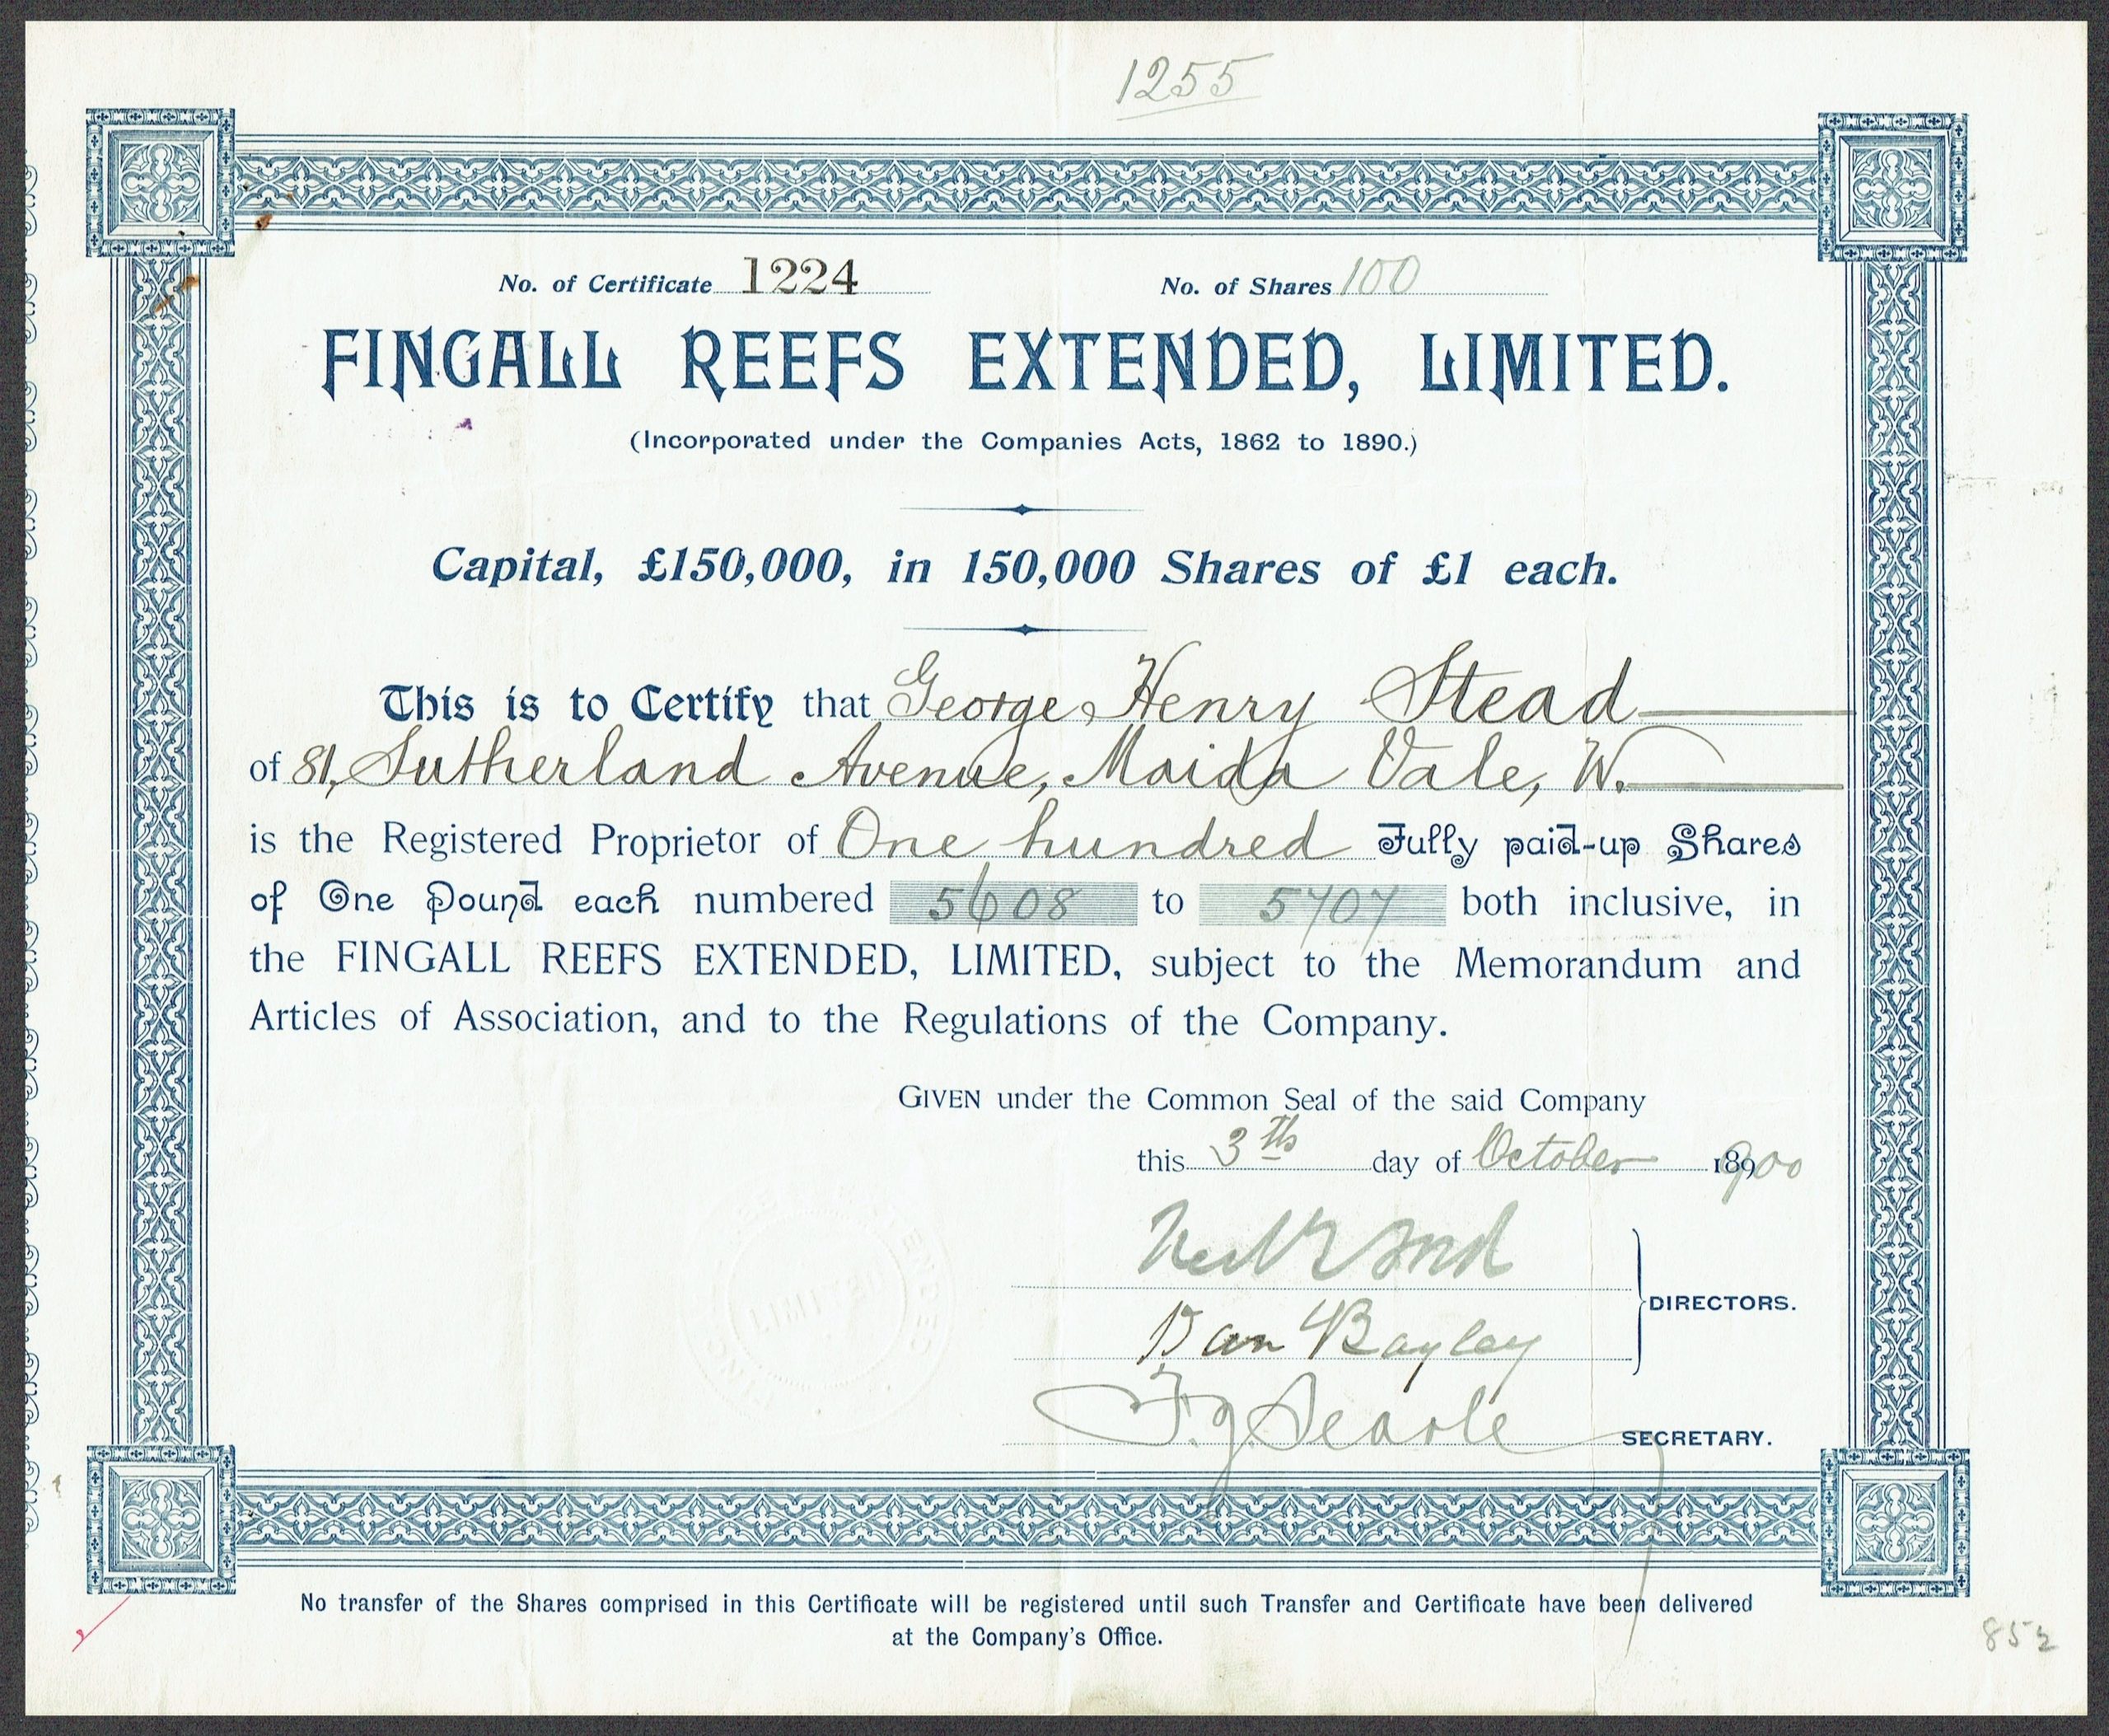 1255
No. of Certificate 1224 No. of Shares 100
FINGALL REEFS EXTENDED, LIMITED.
(Incorporated under the Companies Acts, 1862 to 1890.)
Capital, £150,000, in 150,000 Shares of £1 each.
This is to Certify that George Henry Stead
of 81, Sutherland Avenue, Maida Vale, W.
is the Registered Proprietor of One hundred Fully paid-up Shares
of One Pound each numbered 5608 to 5707 both inclusive, in
the FINGALL REEFS EXTENDED, LIMITED, subject to the Memorandum and
Articles of Association, and to the Regulations of the Company.
GIVEN under the Common Seal of the said Company
this 3th day of October 1900
DIRECTORS.
Dan Bayley
F. J. Searle SECRETARY.
No transfer of the Shares comprised in this Certificate will be registered until such Transfer and Certificate have been delivered
at the Company's Office.
852